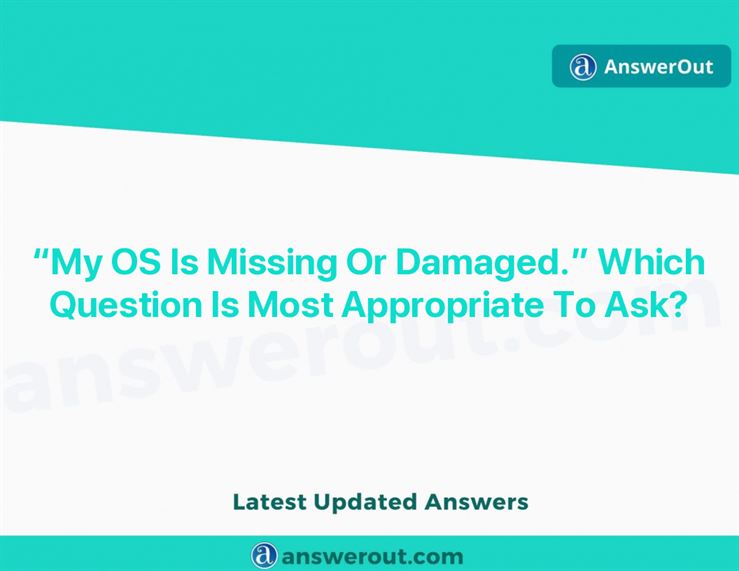 AnswerOut
“My OS Is Missing Or Damaged.” Which
Question Is Most Appropriate To Ask?
answerout.com
Latest Updated Answers
answerout.com